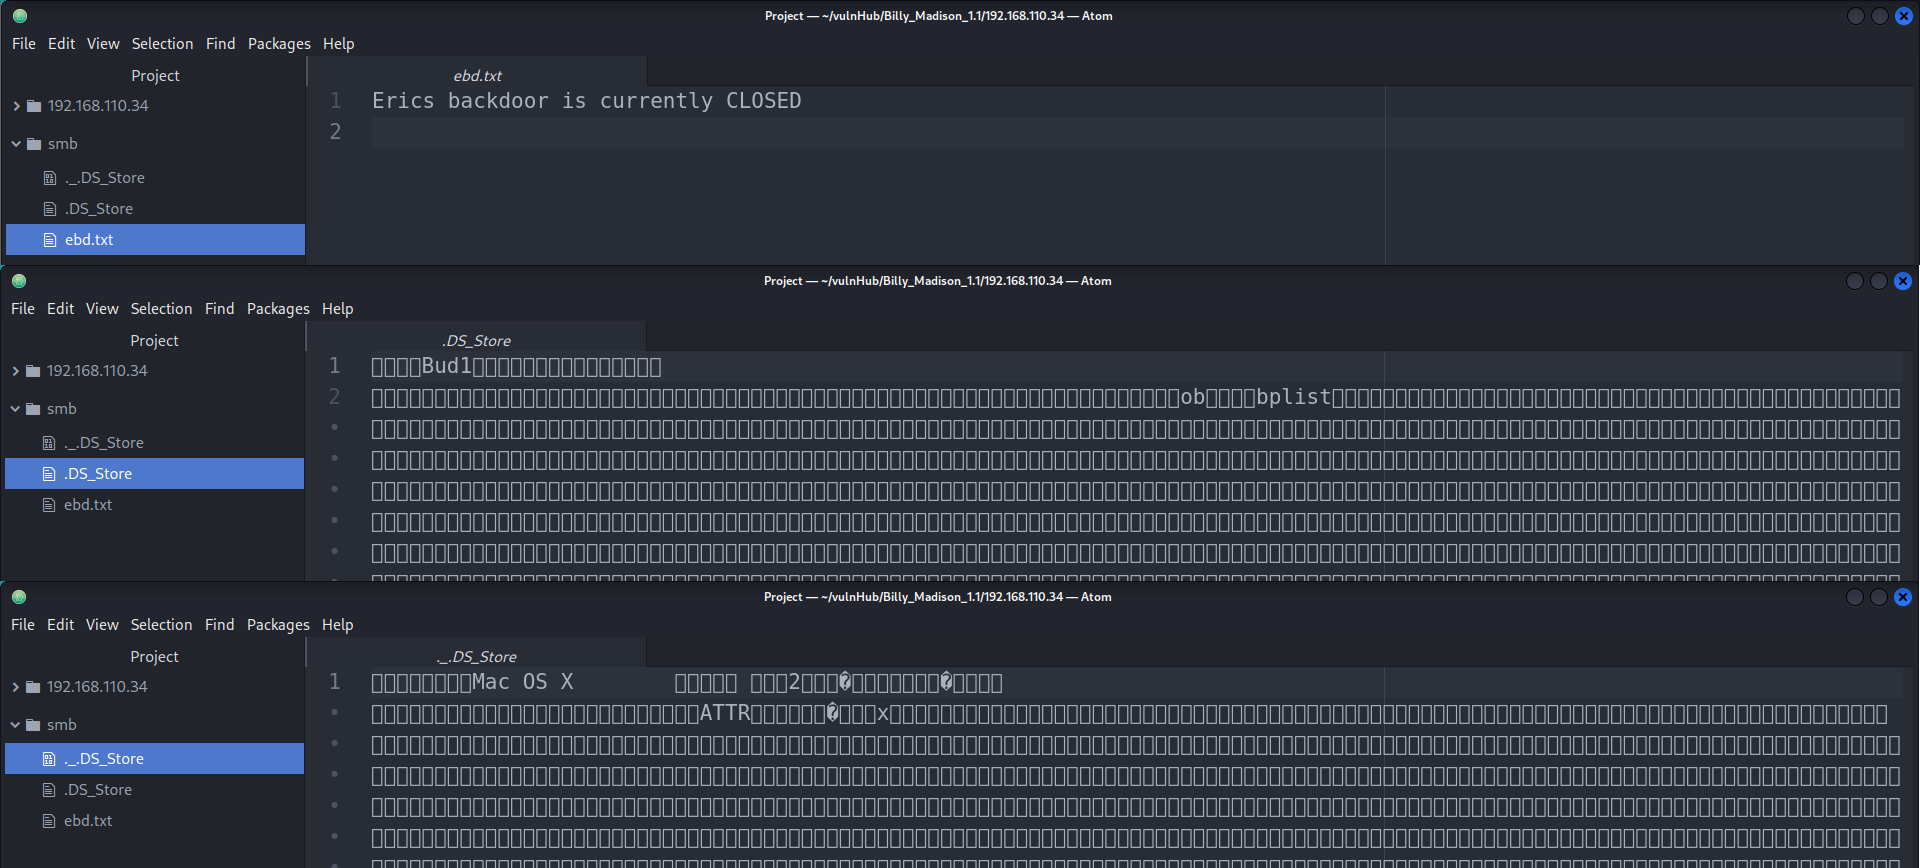 Project — ~/vulnHub/Billy_Madison_1.1/192.168.110.34 — Atom
File Edit View Selection Find Packages Help
Project
ebd.txt
192.168.110.34
smb
._.DS_Store
.DS_Store
ebd.txt
1 Erics backdoor is currently CLOSED
2
Project — ~/vulnHub/Billy_Madison_1.1/192.168.110.34 — Atom
File Edit View Selection Find Packages Help
Project
.DS_Store
192.168.110.34
smb
._.DS_Store
.DS_Store
ebd.txt
1 Bud1
2 ob bplist
Project — ~/vulnHub/Billy_Madison_1.1/192.168.110.34 — Atom
File Edit View Selection Find Packages Help
Project
._.DS_Store
192.168.110.34
smb
._.DS_Store
.DS_Store
ebd.txt
1 Mac OS X 2
ATTR x